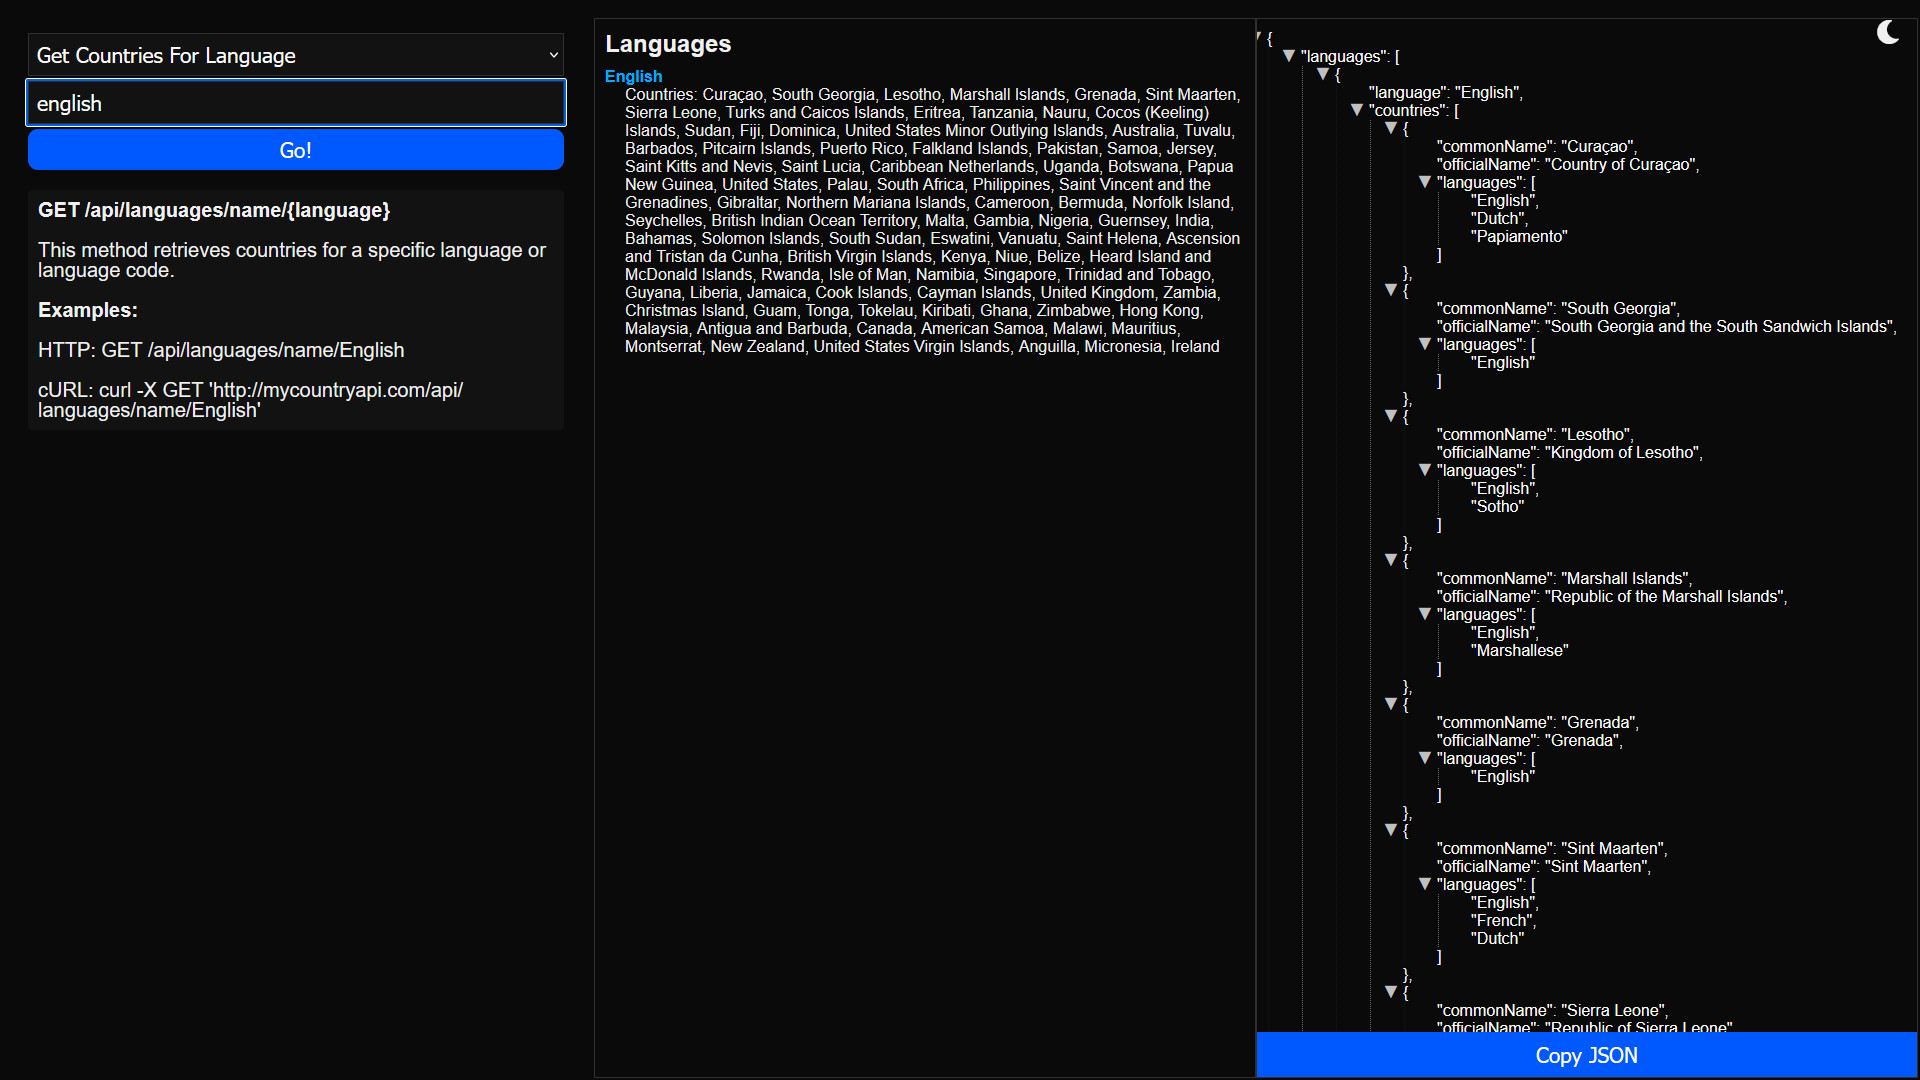 Get Countries For Language
english
Go!
GET /api/languages/name/{language}
This method retrieves countries for a specific language or
language code.
Examples:
HTTP: GET /api/languages/name/English
cURL: curl -X GET 'http://mycountryapi.com/api/
languages/name/English'
Languages
English
Countries: Curaçao, South Georgia, Lesotho, Marshall Islands, Grenada, Sint Maarten,
Sierra Leone, Turks and Caicos Islands, Eritrea, Tanzania, Nauru, Cocos (Keeling)
Islands, Sudan, Fiji, Dominica, United States Minor Outlying Islands, Australia, Tuvalu,
Barbados, Pitcairn Islands, Puerto Rico, Falkland Islands, Pakistan, Samoa, Jersey,
Saint Kitts and Nevis, Saint Lucia, Caribbean Netherlands, Uganda, Botswana, Papua
New Guinea, United States, Palau, South Africa, Philippines, Saint Vincent and the
Grenadines, Gibraltar, Northern Mariana Islands, Cameroon, Bermuda, Norfolk Island,
Seychelles, British Indian Ocean Territory, Malta, Gambia, Nigeria, Guernsey, India,
Bahamas, Solomon Islands, South Sudan, Eswatini, Vanuatu, Saint Helena, Ascension
and Tristan da Cunha, British Virgin Islands, Kenya, Niue, Belize, Heard Island and
McDonald Islands, Rwanda, Isle of Man, Namibia, Singapore, Trinidad and Tobago,
Guyana, Liberia, Jamaica, Cook Islands, Cayman Islands, United Kingdom, Zambia,
Christmas Island, Guam, Tonga, Tokelau, Kiribati, Ghana, Zimbabwe, Hong Kong,
Malaysia, Antigua and Barbuda, Canada, American Samoa, Malawi, Mauritius,
Montserrat, New Zealand, United States Virgin Islands, Anguilla, Micronesia, Ireland
{
"languages": [
{
"language": "English",
"countries": [
{
"commonName": "Curaçao",
"officialName": "Country of Curaçao",
"languages": [
"English",
"Dutch",
"Papiamento"
]
},
{
"commonName": "South Georgia",
"officialName": "South Georgia and the South Sandwich Islands",
"languages": [
"English"
]
},
{
"commonName": "Lesotho",
"officialName": "Kingdom of Lesotho",
"languages": [
"English",
"Sotho"
]
},
{
"commonName": "Marshall Islands",
"officialName": "Republic of the Marshall Islands",
"languages": [
"English",
"Marshallese"
]
},
{
"commonName": "Grenada",
"officialName": "Grenada",
"languages": [
"English"
]
},
{
"commonName": "Sint Maarten",
"officialName": "Sint Maarten",
"languages": [
"English",
"French",
"Dutch"
]
},
{
"commonName": "Sierra Leone",
"officialName": "Republic of Sierra Leone"
Copy JSON